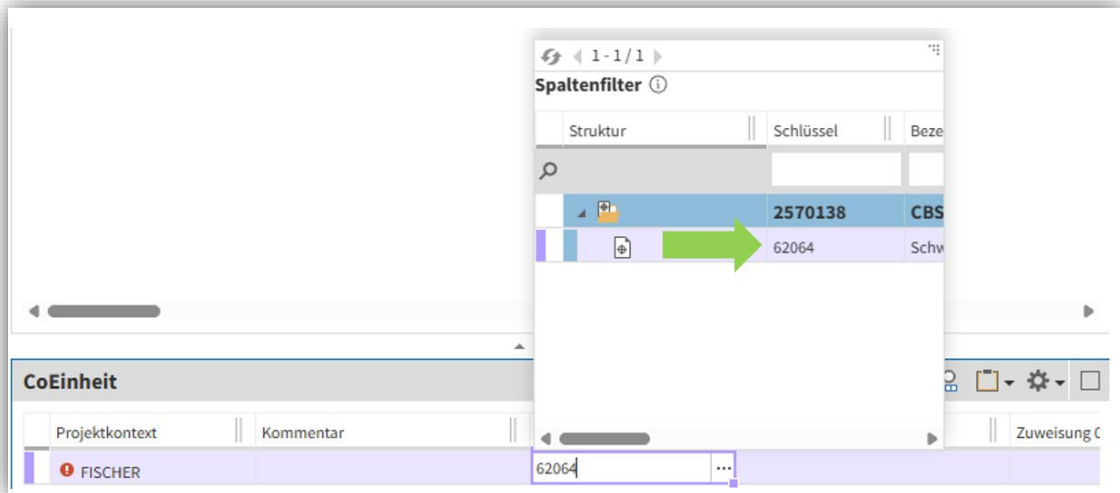 1-1/1
Spaltenfilter
Struktur Schlüssel Beze
2570138 CBS
62064 Schw
CoEinheit
Projektkontext Kommentar Zuweisung
FISCHER 62064 ...